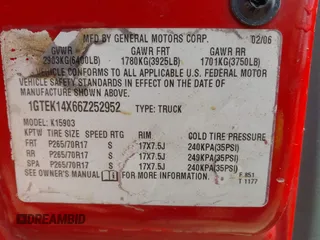 MFD BY GENERAL MOTORS CORP. 02/06
GVWR GAWR FRT GAWR RR
2903KG(6400LB) 1780KG(3925LB) 1701KG(3750LB)
VEHICLE CONFORMS TO ALL APPLICABLE U.S. FEDERAL MOTOR
VEHICLE SAFETY STANDARDS IN EFFECT ON THE DATE OF
MANUFACTURE SHOWN ABOVE.
1GTEK14X66Z252952 TYPE: TRUCK
MODEL: K15903
KPTW TIRE SIZE SPEED RTG RIM COLD TIRE PRESSURE
FRT P265/70R17 S 17X7.5J 240KPA(35PSI)
RR P265/70R17 S 17X7.5J 240KPA(35PSI)
SPA P265/70R17 S 17X7.5J 240KPA(35PSI)
SEE OWNER'S MANUAL FOR INFORMATION.
T 1177
DREAMBID